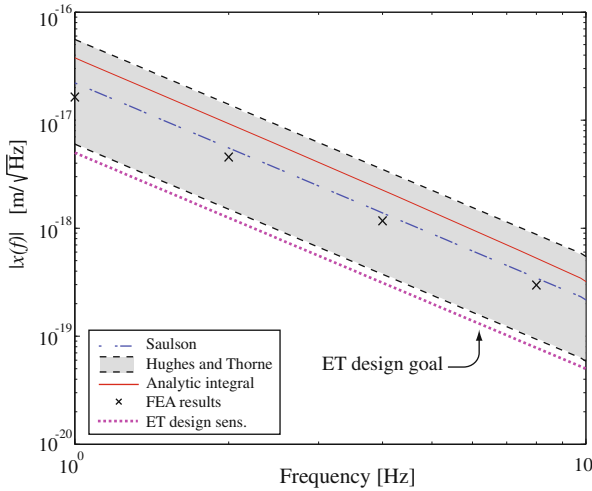 10^-16
10^-17
10^-18
10^-19
10^-20
|x(f)| [m/√Hz]
Saulson
Hughes and Thorne
Analytic integral
FEA results
ET design sens.
ET design goal
10^0
10^1
Frequency [Hz]